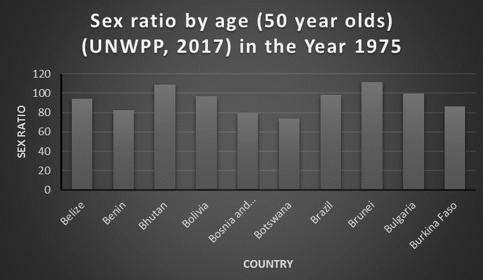 Sex ratio by age (50 year olds)
(UNWPP, 2017) in the Year 1975
120
100
80
60
40
20
0
SEX RATIO
Belize
Benin
Bhutan
Bolivia
Bosnia and...
Botswana
Brazil
Brunei
Bulgaria
Burkina Faso
COUNTRY